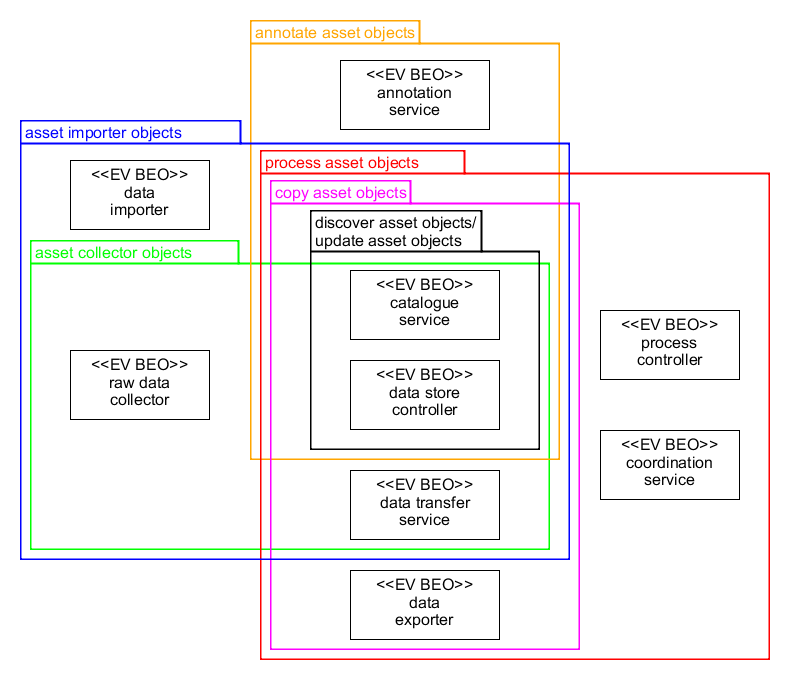 annotate asset objects
<<EV BEO>>
annotation
service
asset importer objects
process asset objects
<<EV BEO>>
data
importer
copy asset objects
discover asset objects/
update asset objects
asset collector objects
<<EV BEO>>
catalogue
service
<<EV BEO>>
process
controller
<<EV BEO>>
raw data
collector
<<EV BEO>>
data store
controller
<<EV BEO>>
coordination
service
<<EV BEO>>
data transfer
service
<<EV BEO>>
data
exporter